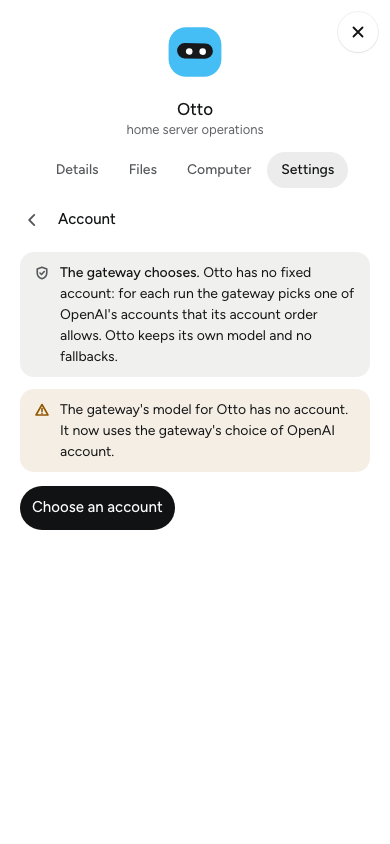 Otto
home server operations
Details
Files
Computer
Settings
Account
The gateway chooses. Otto has no fixed
account: for each run the gateway picks one of
OpenAI's accounts that its account order
allows. Otto keeps its own model and no
fallbacks.
The gateway's model for Otto has no account.
It now uses the gateway's choice of OpenAI
account.
Choose an account